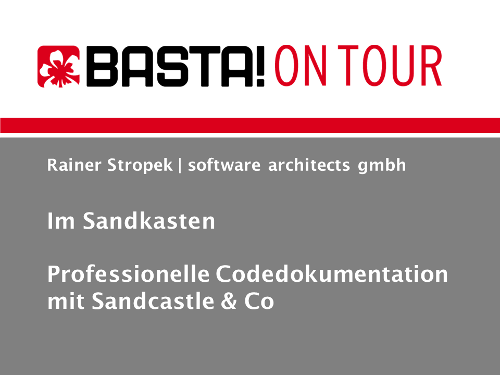 BASTA! ON TOUR
Rainer Stropek | software architects gmbh
Im Sandkasten
Professionelle Codedokumentation
mit Sandcastle & Co